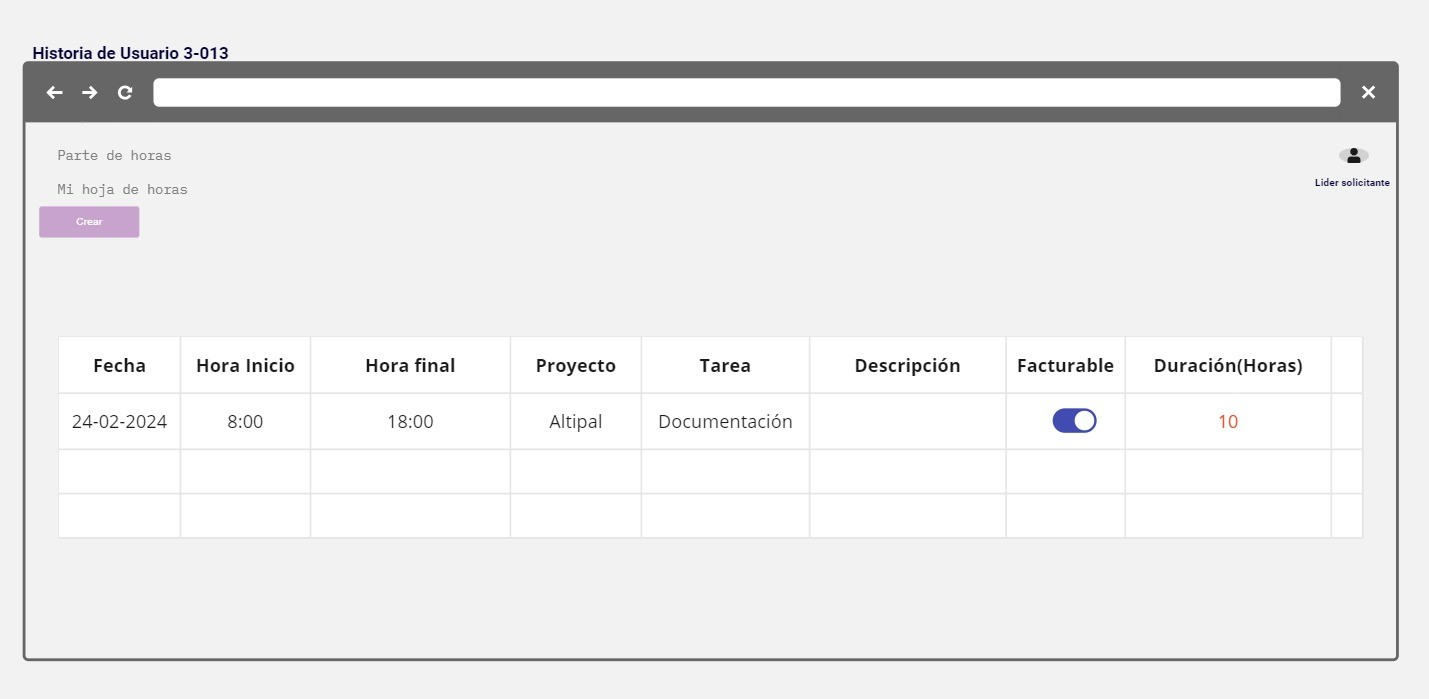 Historia de Usuario 3-013
Parte de horas
Mi hoja de horas
Lider solicitante
Crear
Fecha Hora Inicio Hora final Proyecto Tarea Descripción Facturable Duración(Horas)
24-02-2024 8:00 18:00 Altipal Documentación 10